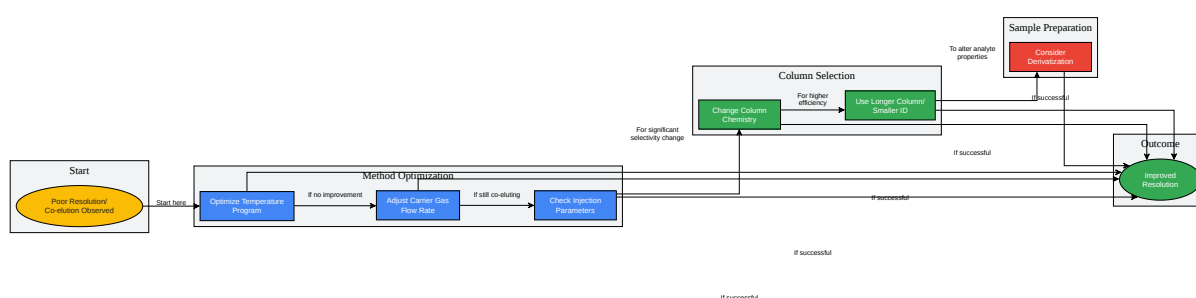 Sample Preparation
Consider
Derivatization
To alter analyte
properties
Column Selection
For higher
efficiency
Change Column
Chemistry
Use Longer Column/
Smaller ID
If successful
For significant
selectivity change
Outcome
If successful
Improved
Resolution
Start
Poor Resolution/
Co-elution Observed
Start here
Method Optimization
Optimize Temperature
Program
If no improvement
Adjust Carrier Gas
Flow Rate
If still co-eluting
Check Injection
Parameters
If successful
If successful
If successful